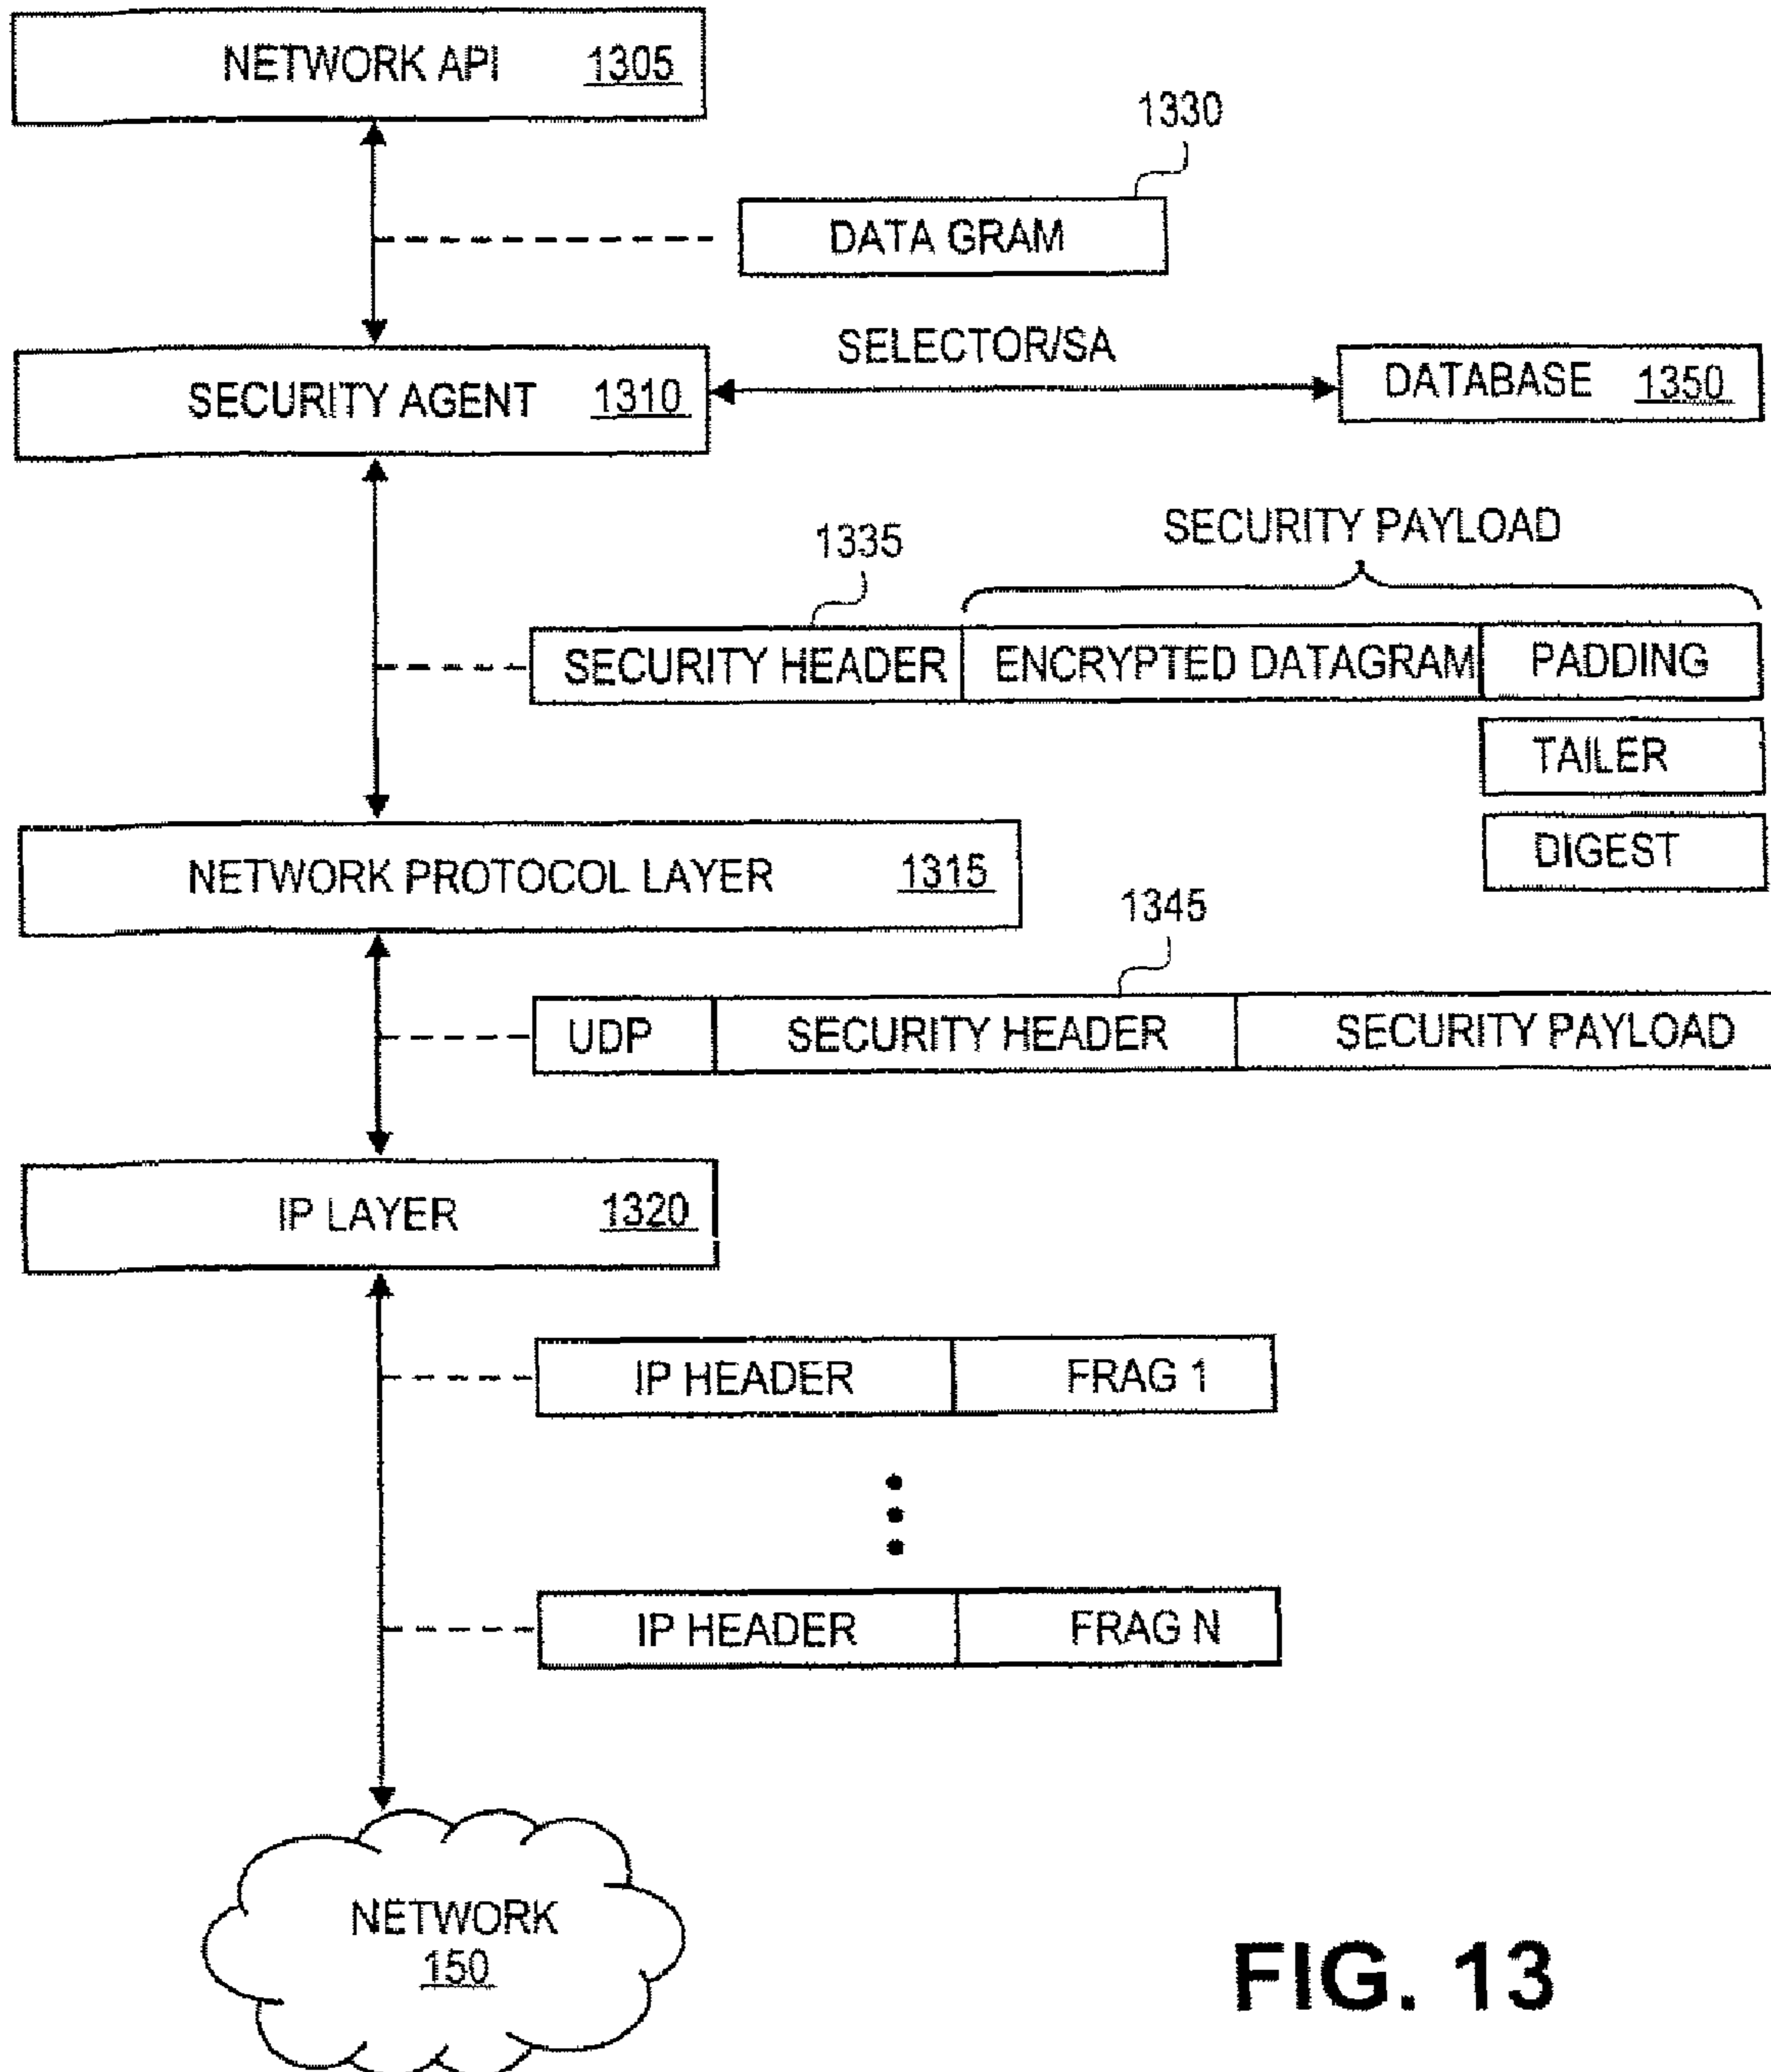 NETWORK API 1305
1330
DATA GRAM
SELECTOR/SA
SECURITY AGENT 1310
DATABASE 1350
SECURITY PAYLOAD
1335
SECURITY HEADER ENCRYPTED DATAGRAM PADDING
TAILER
DIGEST
NETWORK PROTOCOL LAYER 1315
1345
UDP SECURITY HEADER SECURITY PAYLOAD
IP LAYER 1320
IP HEADER FRAG 1
IP HEADER FRAG N
NETWORK
150
FIG. 13